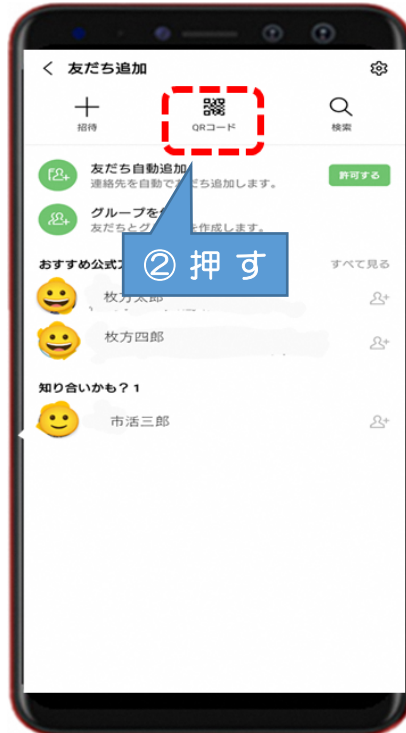 友だち追加
招待
QRコード
検索
友だち自動追加
連絡先を自動で友だち追加します。
許可する
グループを
友だちとグ を作成します。
② 押 す
おすすめ公式ア
すべて見る
枚方太郎
枚方四郎
知り合いかも？1
市活三郎